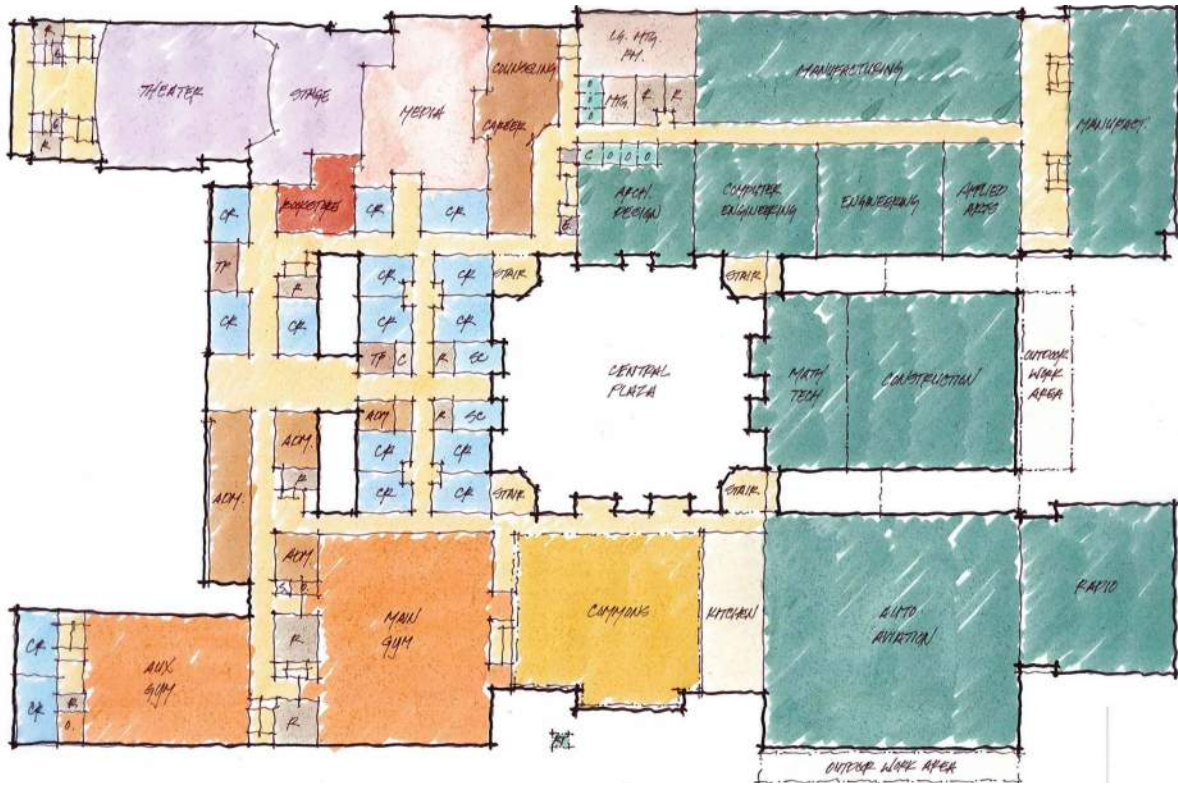 R
THEATER
STAGE
MEDIA
COUNSELING
CAREER
LG. MTG.
RM.
O
O
O
MTG.
R
R
MANUFACTURING
MANUFACT.
R
C
O
O
O
ARCH.
DESIGN
COMPUTER
ENGINEERING
ENGINEERING
APPLIED
ARTS
CR
BOOKSTORE
CR
CR
TP
R
CR
CR
STAIR
STAIR
CR
CR
CR
CR
TP
C
R
SC
CENTRAL
PLAZA
MATH
TECH
CONSTRUCTION
OUTDOOR
WORK
AREA
ADM.
ADM
R
SC
CR
CR
ADM.
R
CR
CR
STAIR
STAIR
ADM
R
MAIN
GYM
COMMONS
KITCHEN
AUTO
AVIATION
RADIO
CR
AUX
GYM
CR
R
O.
R
OUTDOOR WORK AREA